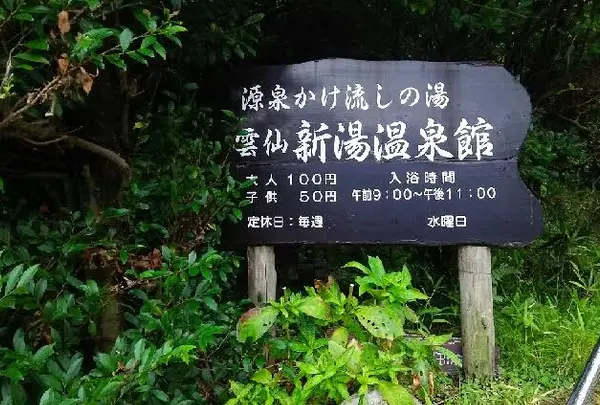 源泉かけ流しの湯
雲仙新湯温泉館
大人 100円 入浴時間
子供 50円 午前9:00～午後11:00
定休日:毎週 水曜日